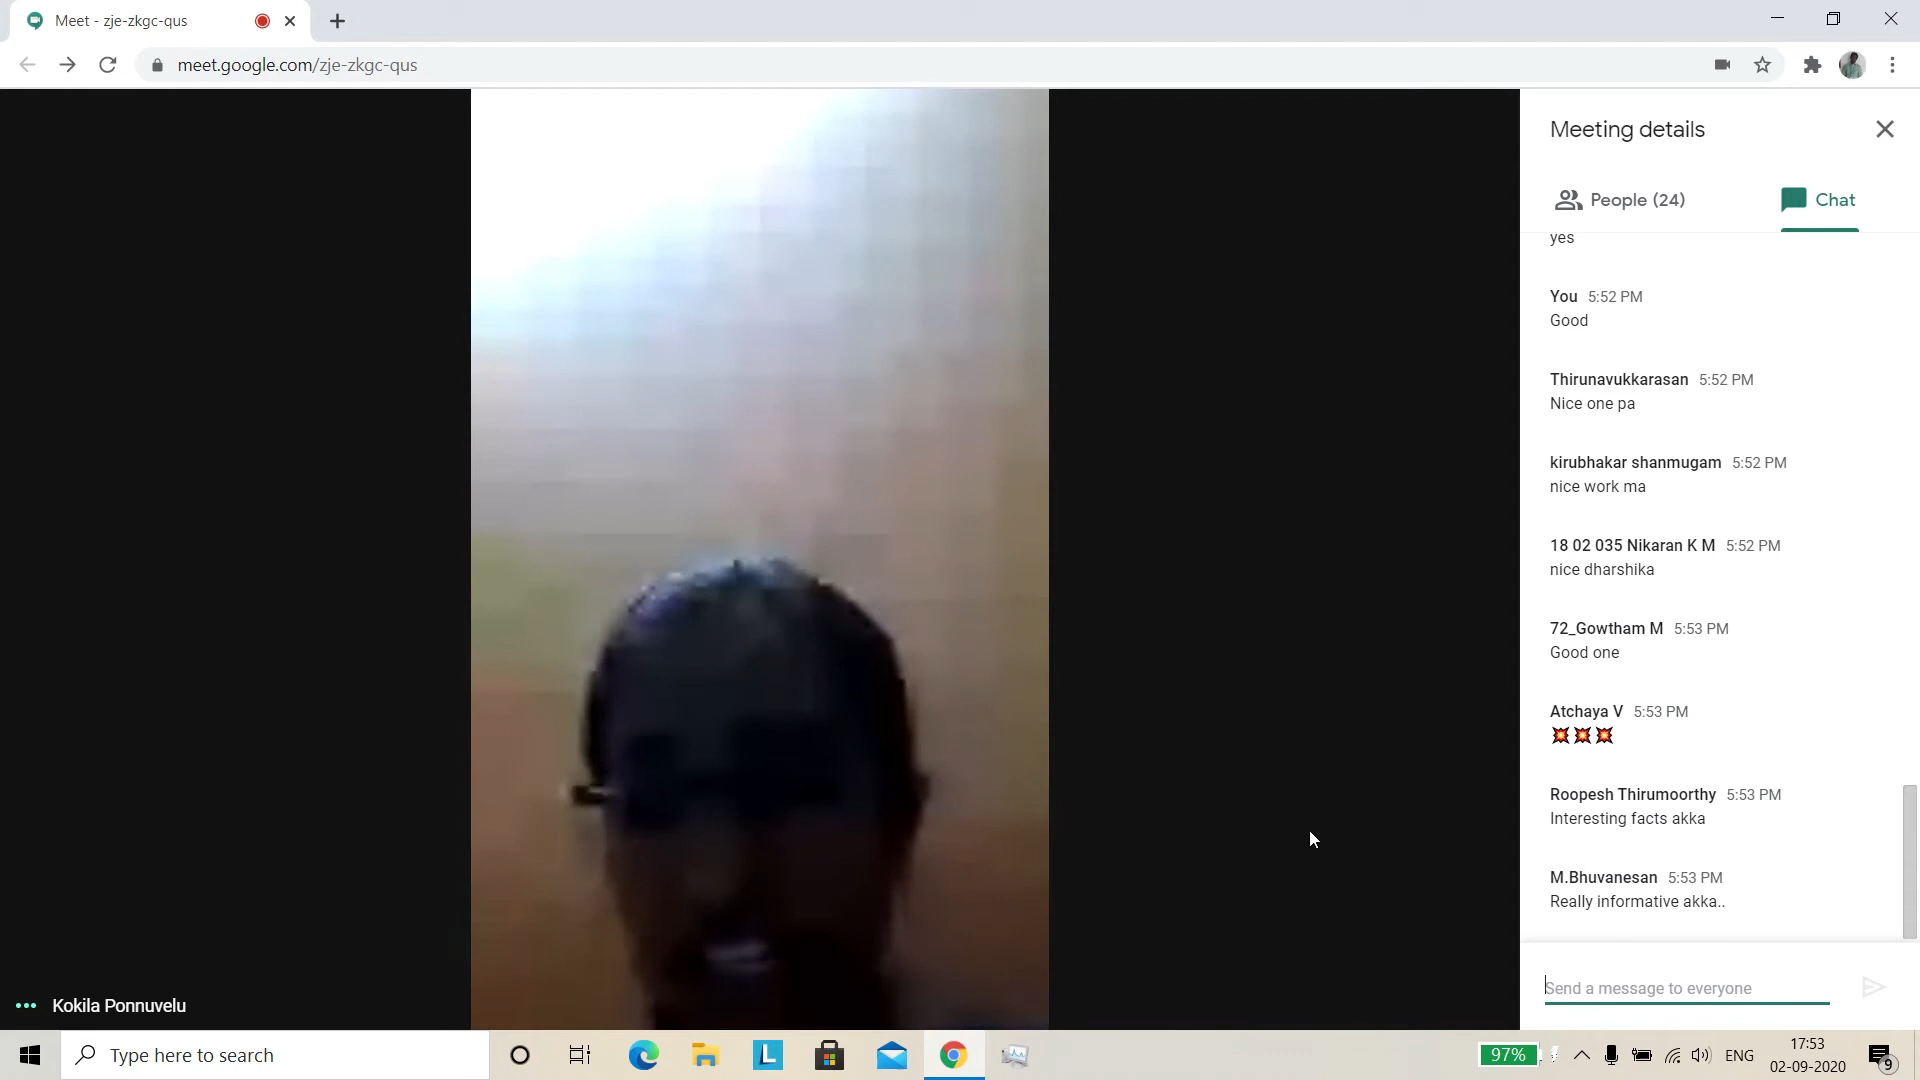 Meet - zje-zkgc-qus
meet.google.com/zje-zkgc-qus
Meeting details
People (24)
Chat
yes
You 5:52 PM
Good
Thirunavukkarasan 5:52 PM
Nice one pa
kirubhakar shanmugam 5:52 PM
nice work ma
18 02 035 Nikaran K M 5:52 PM
nice dharshika
72_Gowtham M 5:53 PM
Good one
Atchaya V 5:53 PM
💥💥💥
Roopesh Thirumoorthy 5:53 PM
Interesting facts akka
M.Bhuvanesan 5:53 PM
Really informative akka..
Send a message to everyone
Kokila Ponnuvelu
Type here to search
L
97%
ENG
17:53
02-09-2020
9